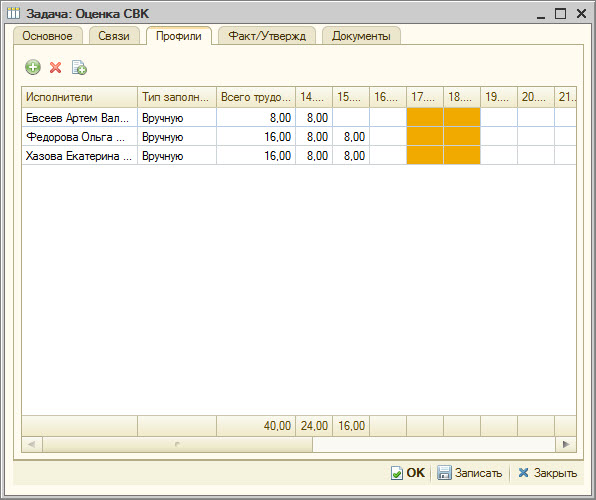 Задача: Оценка СВК
Основное Связи Профили Факт/Утвержд Документы
Исполнители Тип заполн... Всего трудо... 14.... 15.... 16.... 17.... 18.... 19.... 20.... 21...
Евсеев Артем Вал... Вручную 8,00 8,00
Федорова Ольга ... Вручную 16,00 8,00 8,00
Хазова Екатерина ... Вручную 16,00 8,00 8,00
40,00 24,00 16,00
OK Записать Закрыть